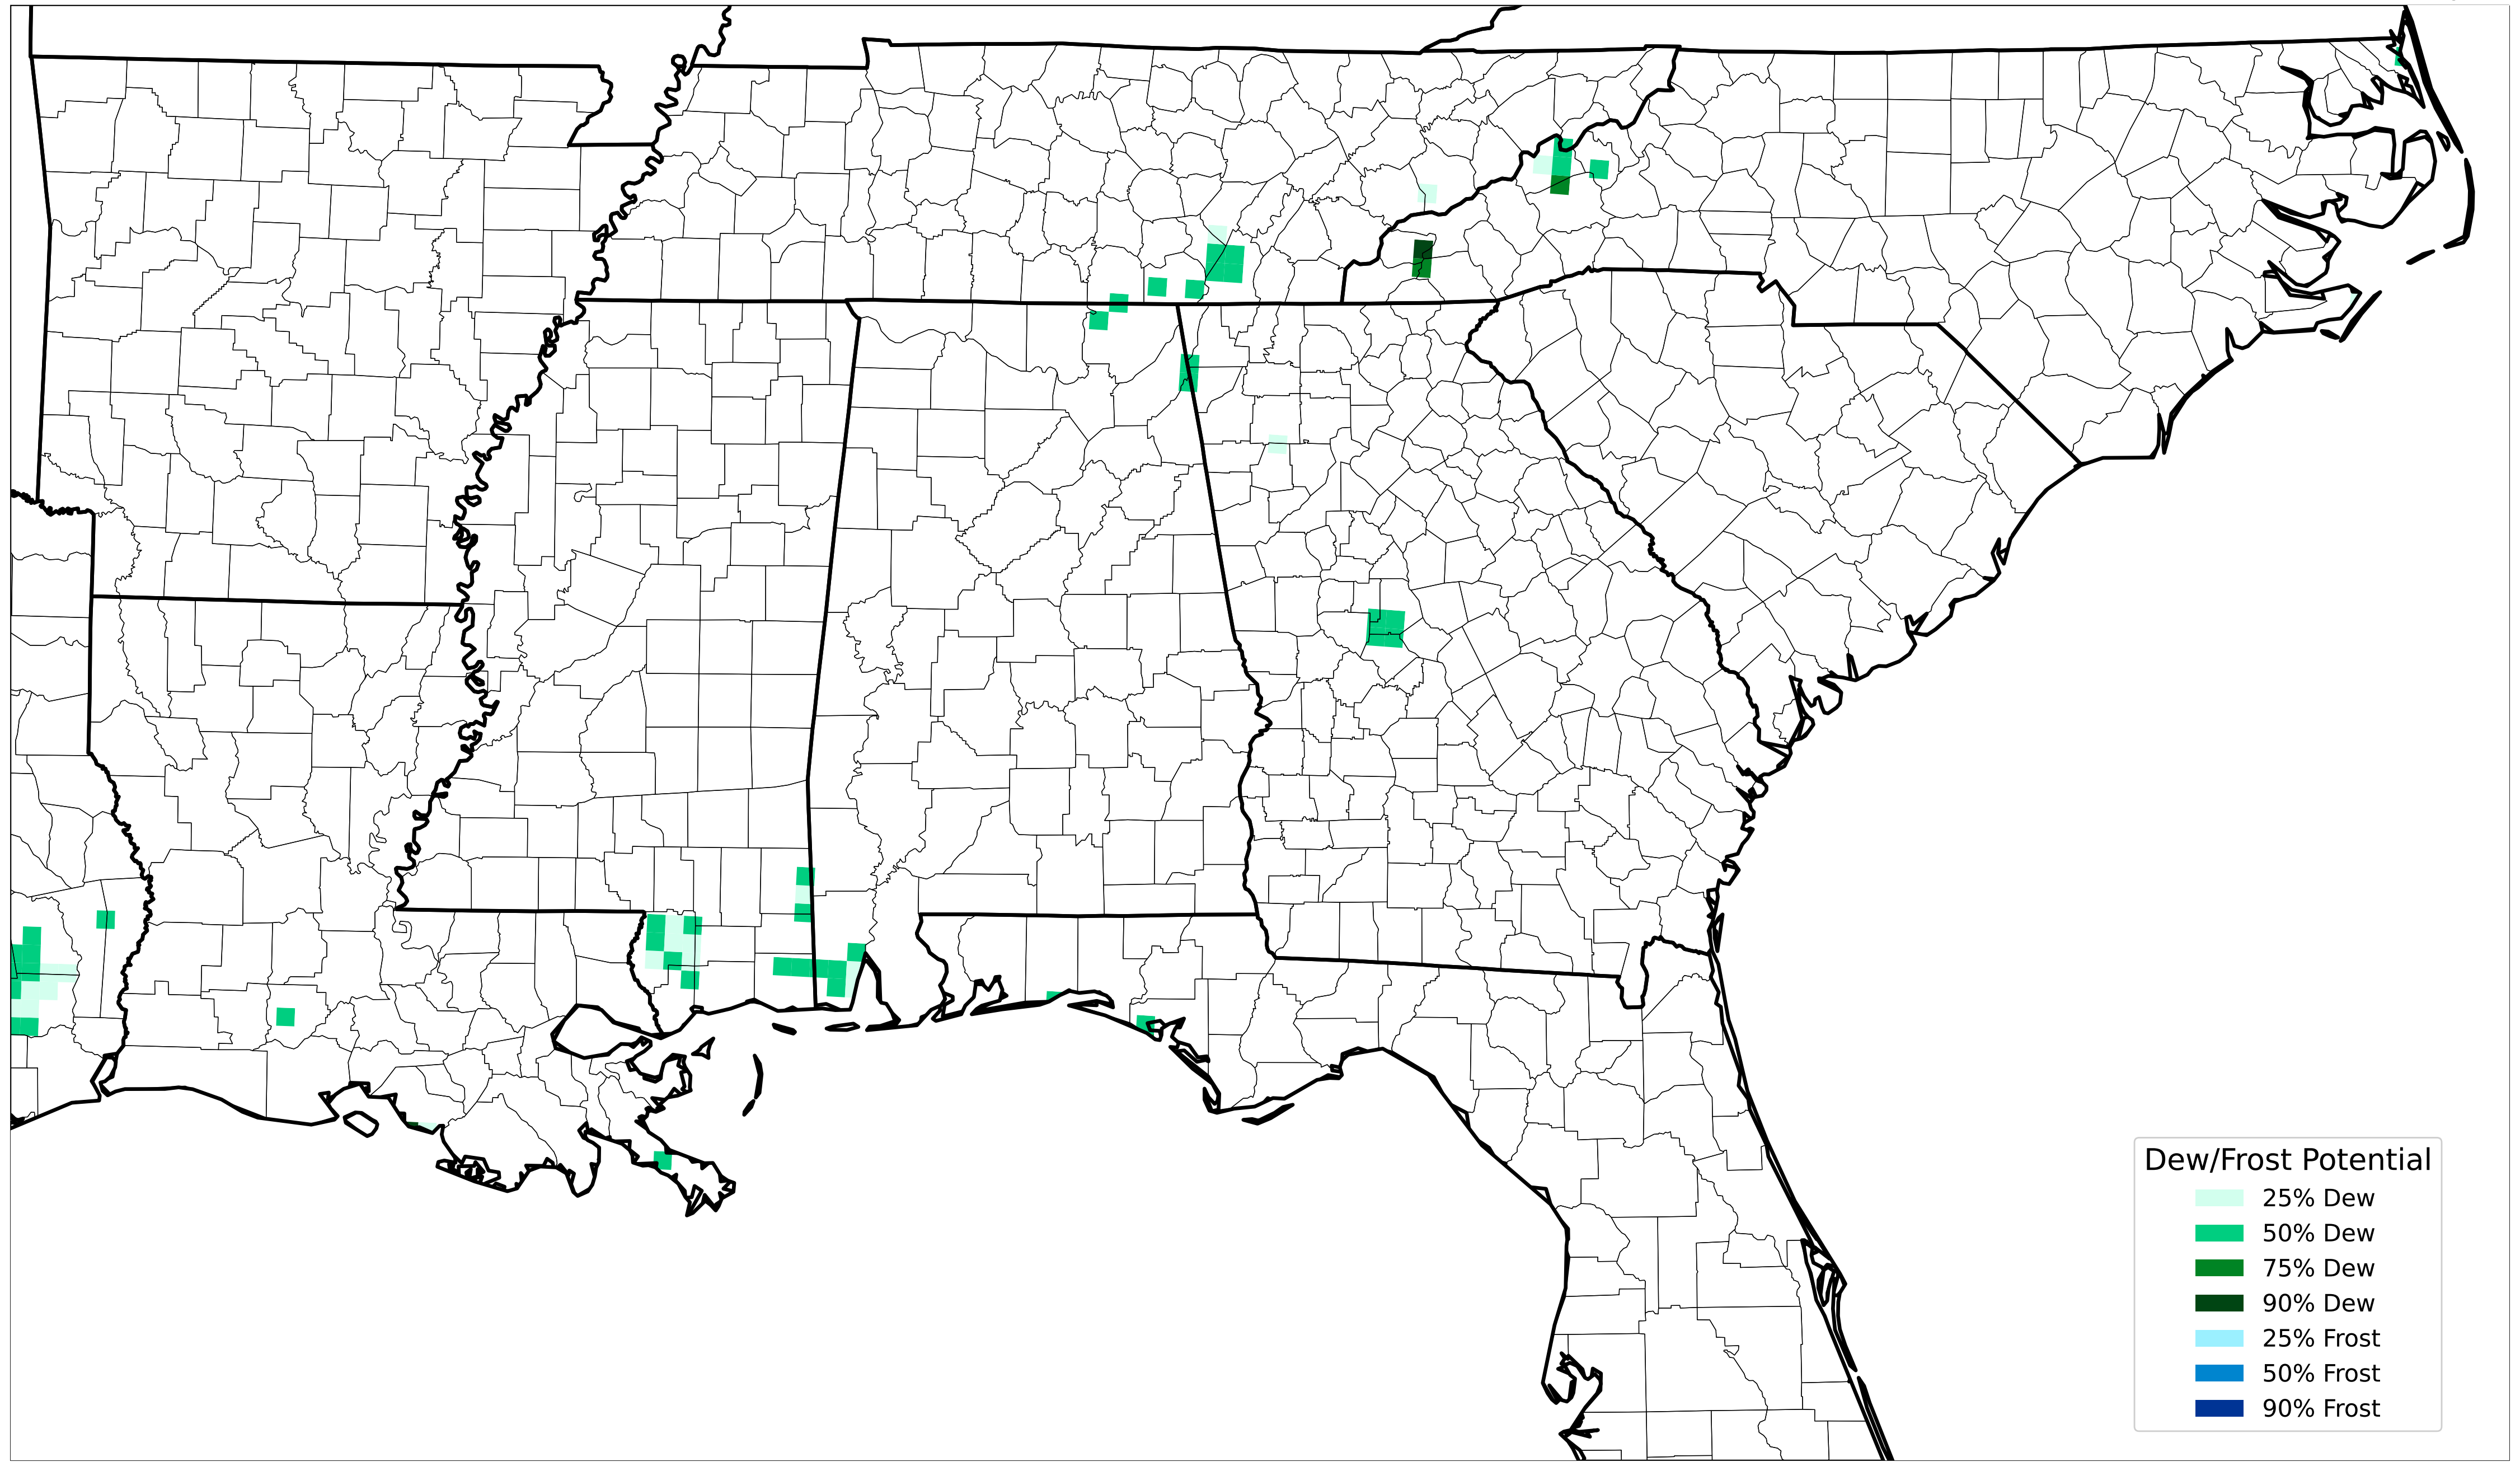 Dew/Frost Potential
25% Dew
50% Dew
75% Dew
90% Dew
25% Frost
50% Frost
90% Frost